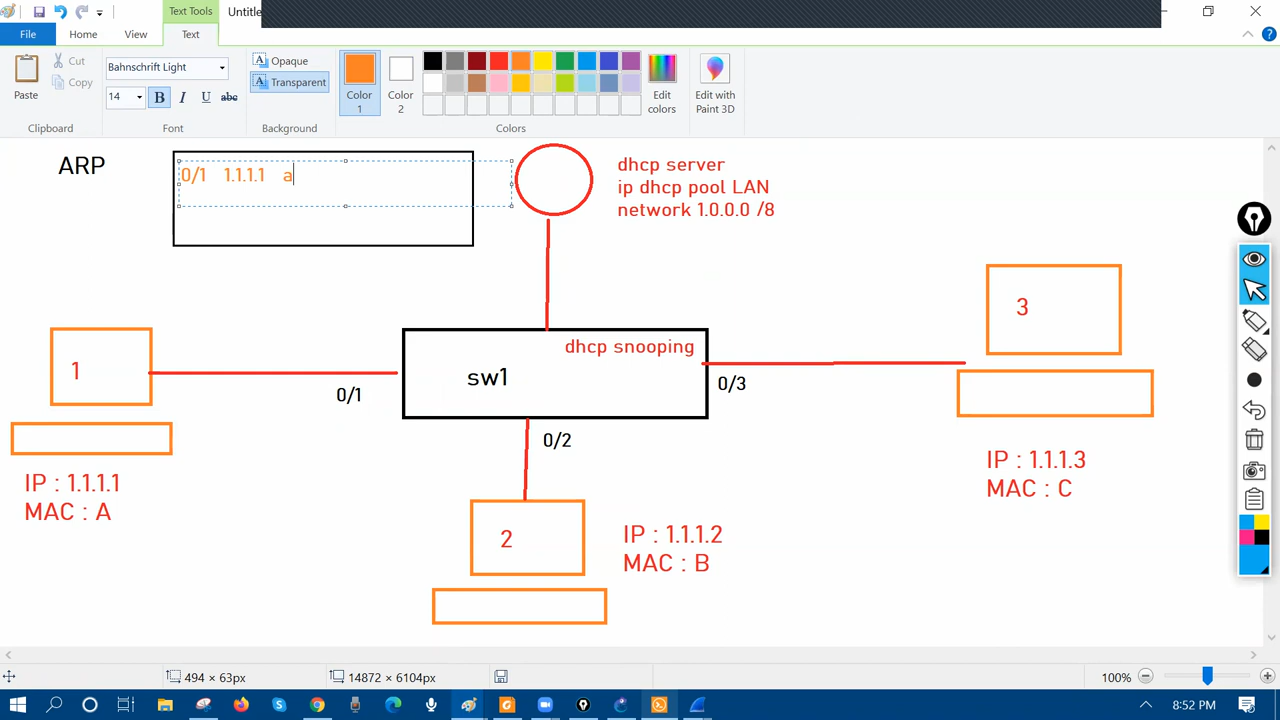 Text Tools
Untitle
File
Home
View
Text
Paste
Cut
Copy
Clipboard
Bahnschrift Light
14
B I U abc
Font
Opaque
Transparent
Background
Color 1
Color 2
Edit colors
Edit with Paint 3D
Colors
ARP
0/1 1.1.1.1 a
dhcp server
ip dhcp pool LAN
network 1.0.0.0 /8
dhcp snooping
sw1
1
0/1
0/2
0/3
3
IP : 1.1.1.1
MAC : A
2
IP : 1.1.1.2
MAC : B
IP : 1.1.1.3
MAC : C
494 × 63px
14872 × 6104px
100%
8:52 PM